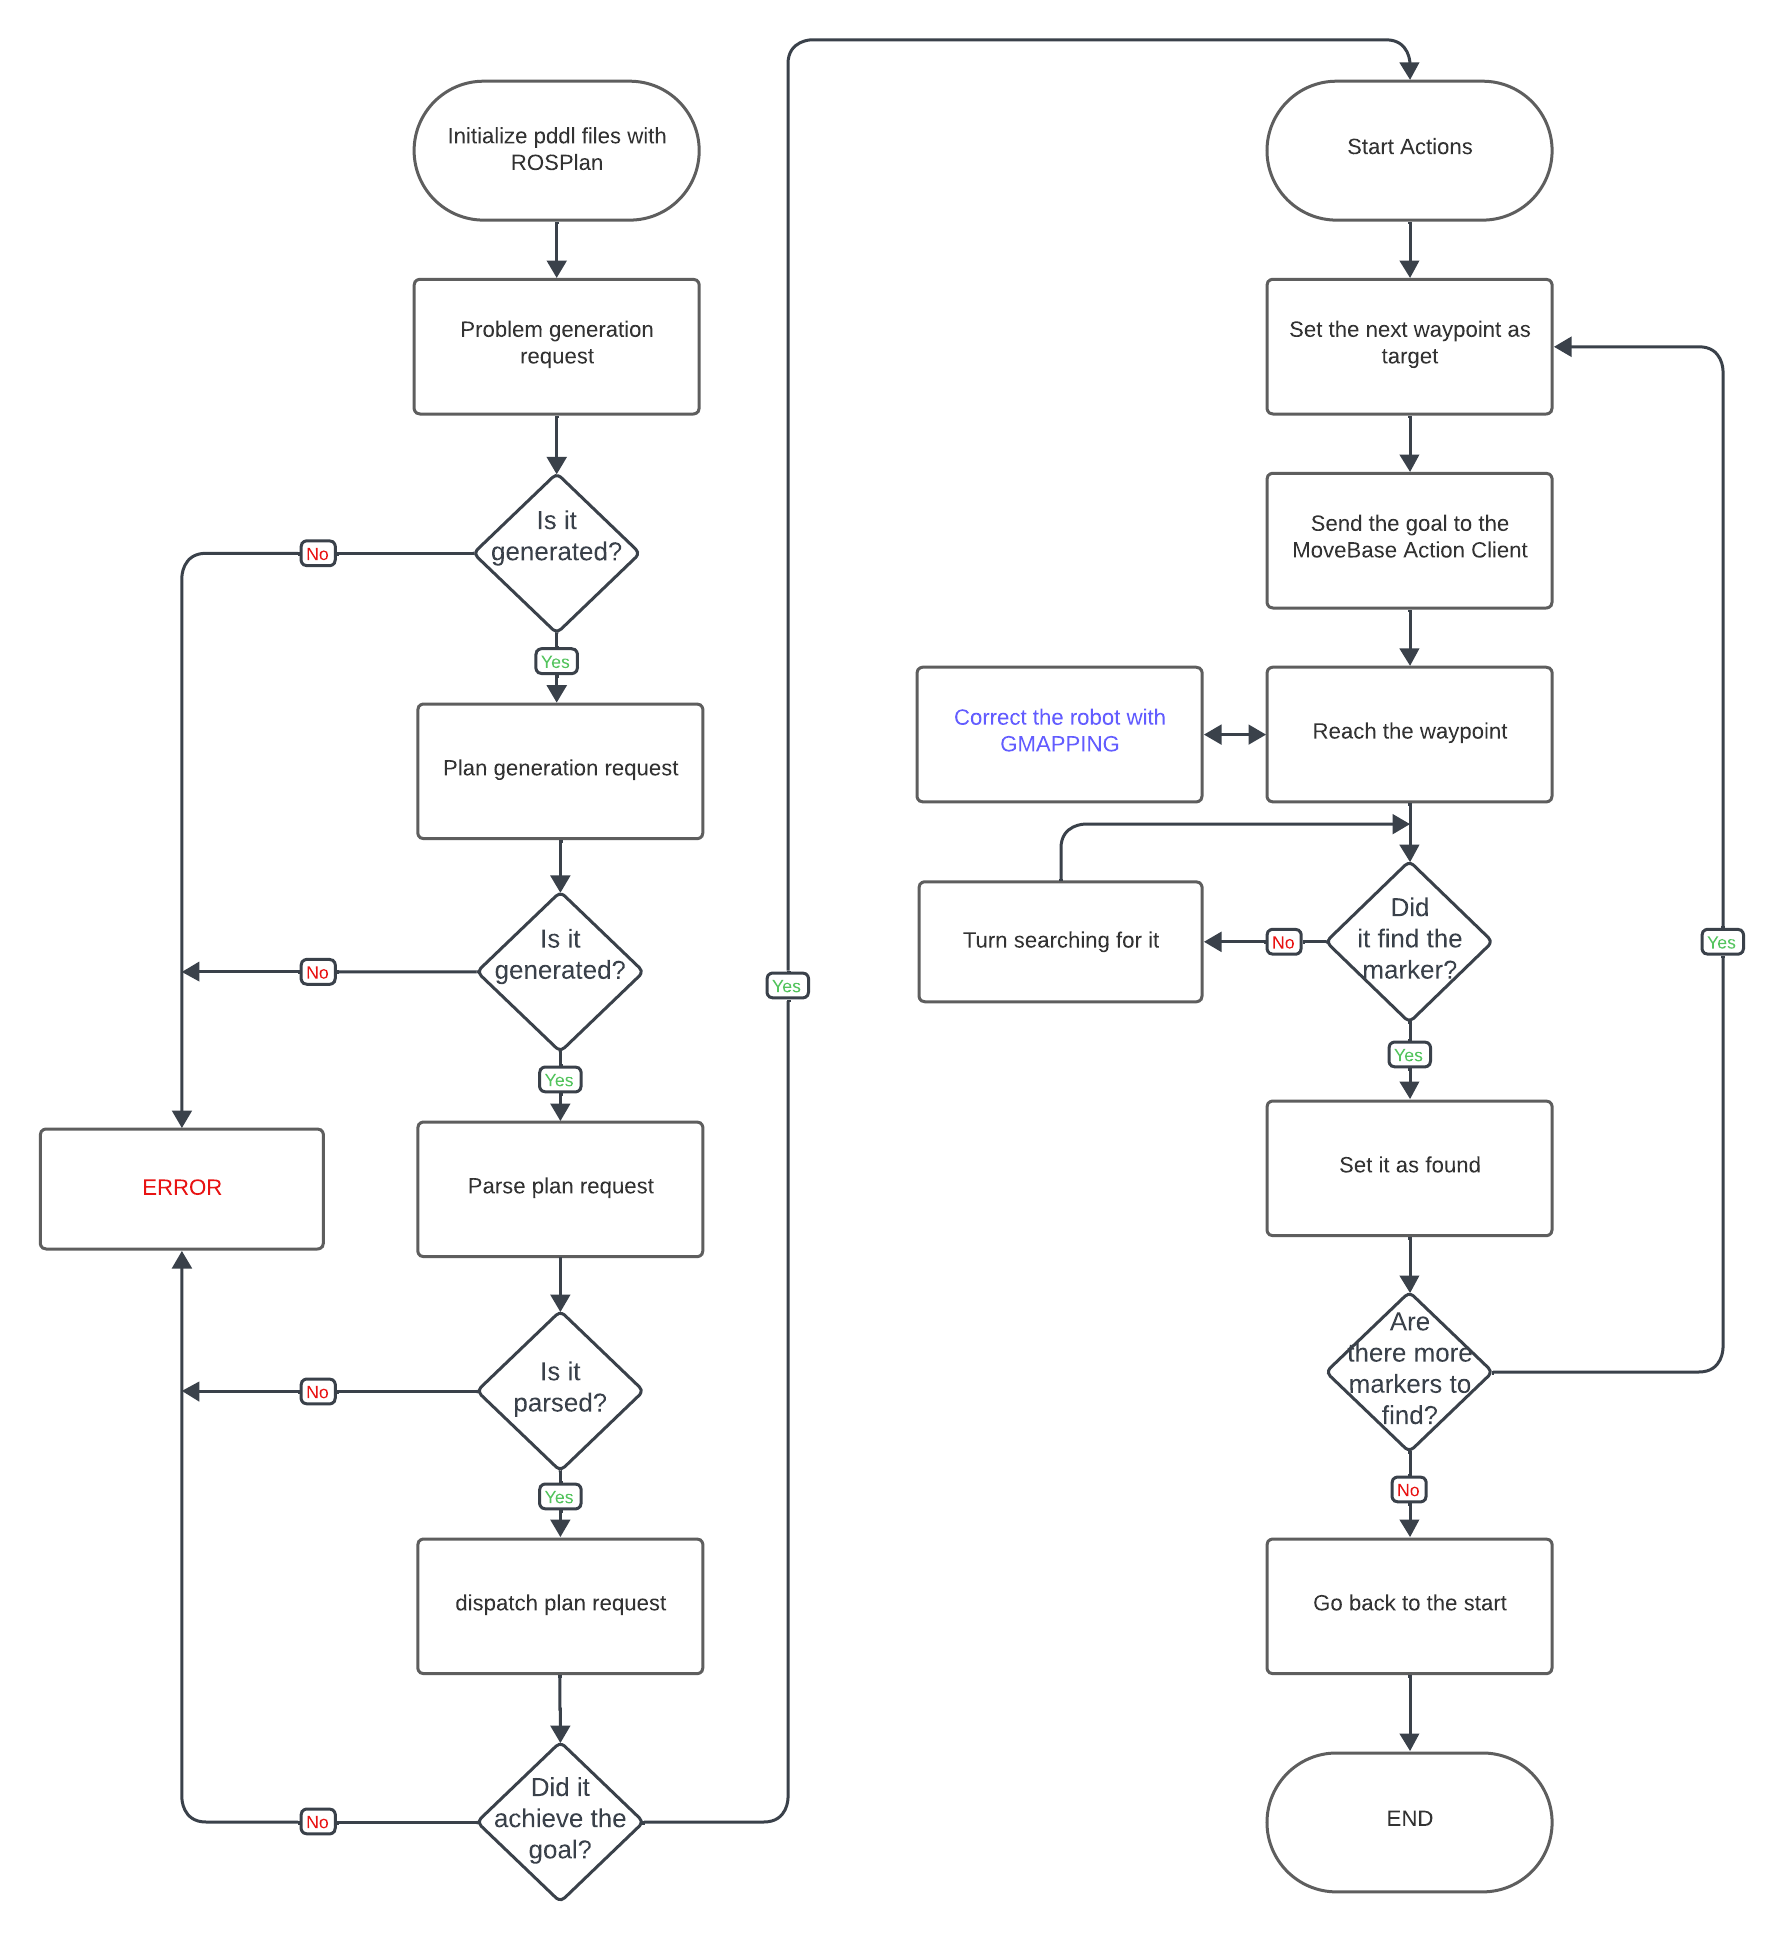 Initialize pddl files with
ROSPlan
Problem generation
request
Is it
generated?
No
Yes
Plan generation request
Is it
generated?
No
Yes
Parse plan request
ERROR
Is it
parsed?
No
Yes
dispatch plan request
Did it
achieve the
goal?
No
Yes
Start Actions
Set the next waypoint as
target
Send the goal to the
MoveBase Action Client
Correct the robot with
GMAPPING
Reach the waypoint
Did
it find the
marker?
No
Turn searching for it
Yes
Set it as found
Are
there more
markers to
find?
Yes
No
Go back to the start
END